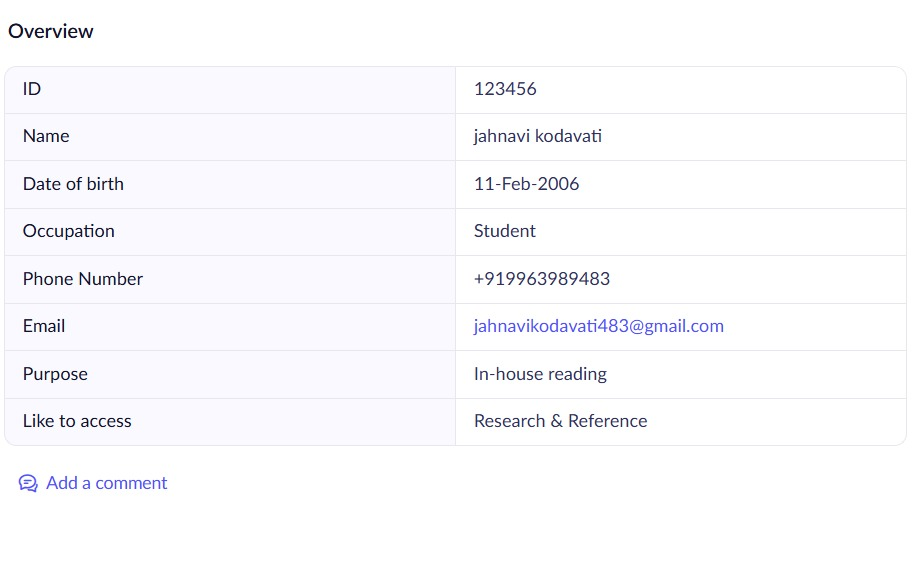 Overview
ID 123456
Name jahnavi kodavati
Date of birth 11-Feb-2006
Occupation Student
Phone Number +919963989483
Email jahnavikodavati483@gmail.com
Purpose In-house reading
Like to access Research & Reference
Add a comment